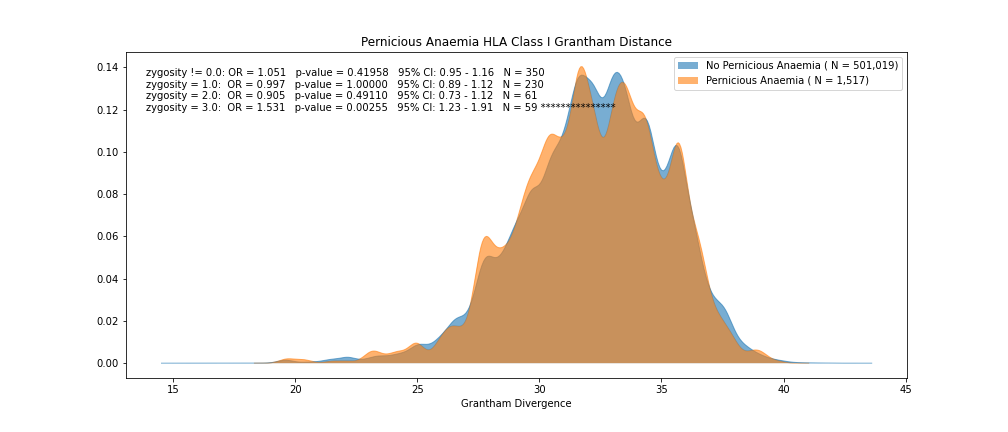 Pernicious Anaemia HLA Class I Grantham Distance
zygosity != 0.0: OR = 1.051   p-value = 0.41958   95% CI: 0.95 - 1.16   N = 350
zygosity = 1.0:  OR = 0.997   p-value = 1.00000   95% CI: 0.89 - 1.12   N = 230
zygosity = 2.0:  OR = 0.905   p-value = 0.49110   95% CI: 0.73 - 1.12   N = 61
zygosity = 3.0:  OR = 1.531   p-value = 0.00255   95% CI: 1.23 - 1.91   N = 59 ***************
No Pernicious Anaemia ( N = 501,019)
Pernicious Anaemia ( N = 1,517)
0.14
0.12
0.10
0.08
0.06
0.04
0.02
0.00
15 20 25 30 35 40 45
Grantham Divergence